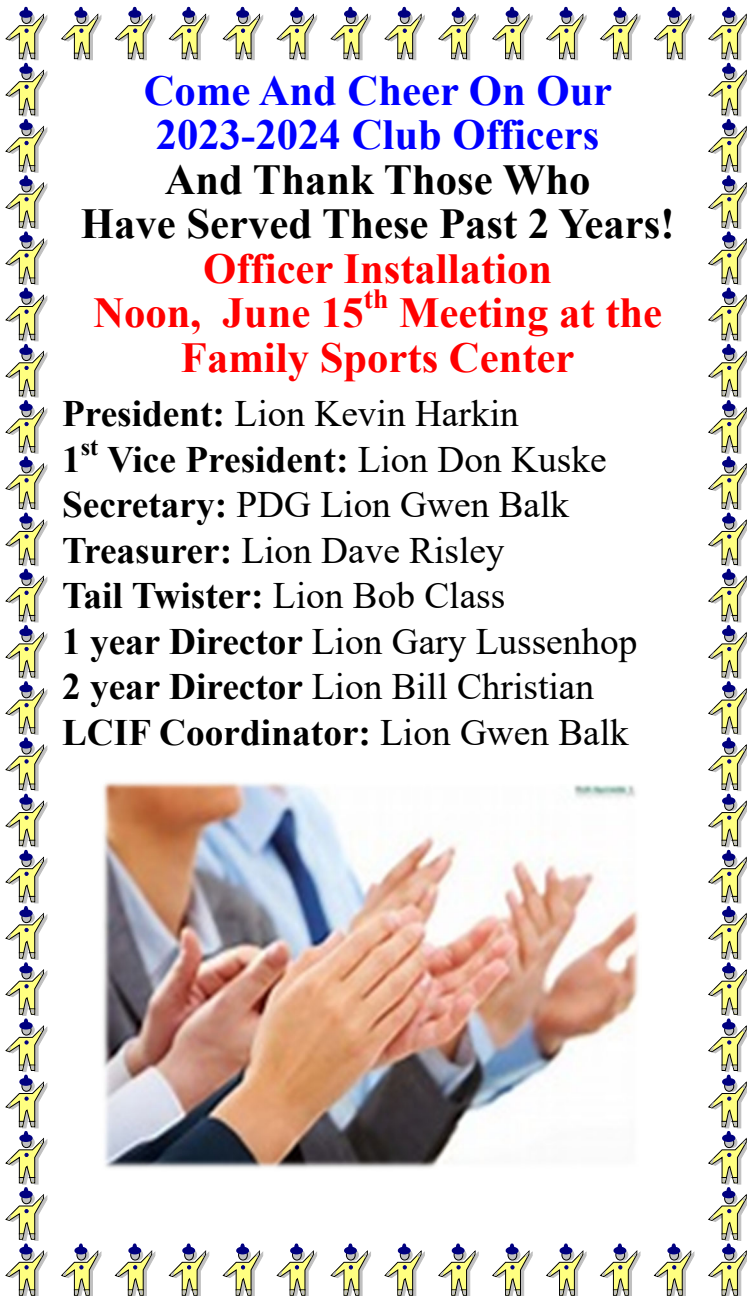 Come And Cheer On Our
2023-2024 Club Officers
And Thank Those Who
Have Served These Past 2 Years!
Officer Installation
Noon, June 15th Meeting at the
Family Sports Center
President: Lion Kevin Harkin
1st Vice President: Lion Don Kuske
Secretary: PDG Lion Gwen Balk
Treasurer: Lion Dave Risley
Tail Twister: Lion Bob Class
1 year Director Lion Gary Lussenhop
2 year Director Lion Bill Christian
LCIF Coordinator: Lion Gwen Balk